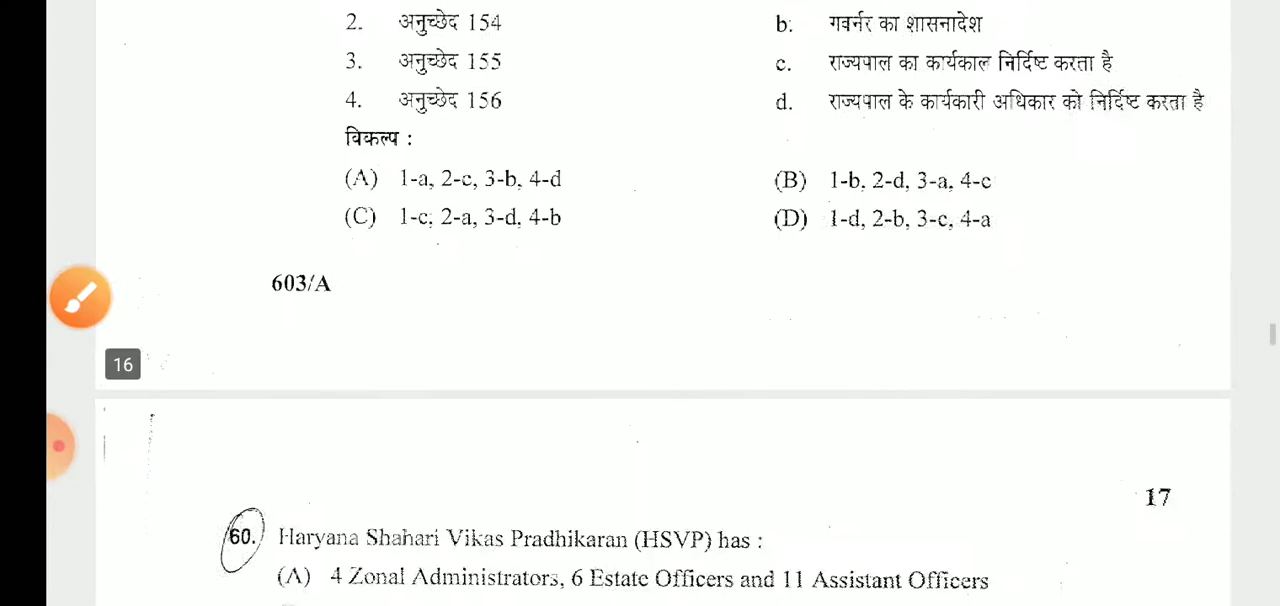 2. अनुच्छेद 154 b. गवर्नर का शासनादेश
3. अनुच्छेद 155 c. राज्यपाल का कार्यकाल निर्दिष्ट करता है
4. अनुच्छेद 156 d. राज्यपाल के कार्यकारी अधिकार को निर्दिष्ट करता है
विकल्प :
(A) 1-a, 2-c, 3-b, 4-d (B) 1-b, 2-d, 3-a, 4-c
(C) 1-c, 2-a, 3-d, 4-b (D) 1-d, 2-b, 3-c, 4-a
603/A
16
17
60. Haryana Shahari Vikas Pradhikaran (HSVP) has :
(A) 4 Zonal Administrators, 6 Estate Officers and 11 Assistant Officers